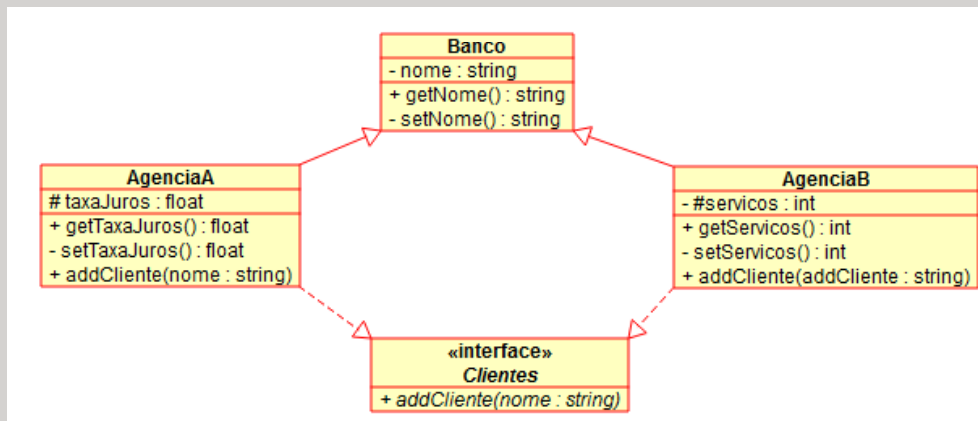 Banco
- nome : string
+ getNome() : string
- setNome() : string
AgenciaA
# taxaJuros : float
+ getTaxaJuros() : float
- setTaxaJuros() : float
+ addCliente(nome : string)
AgenciaB
- #servicos : int
+ getServicos() : int
- setServicos() : int
+ addCliente(addCliente : string)
«interface»
Clientes
+ addCliente(nome : string)